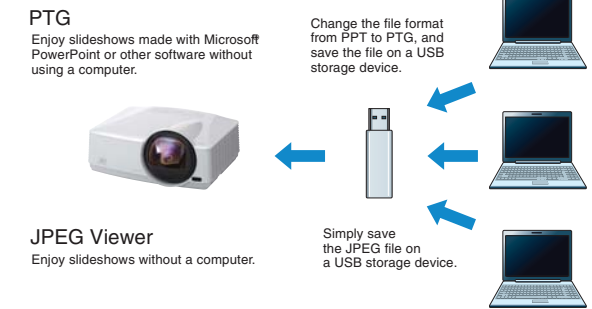 PTG
Enjoy slideshows made with Microsoft®
PowerPoint or other software without
using a computer.
Change the file format
from PPT to PTG, and
save the file on a USB
storage device.
JPEG Viewer
Enjoy slideshows without a computer.
Simply save
the JPEG file on
a USB storage device.